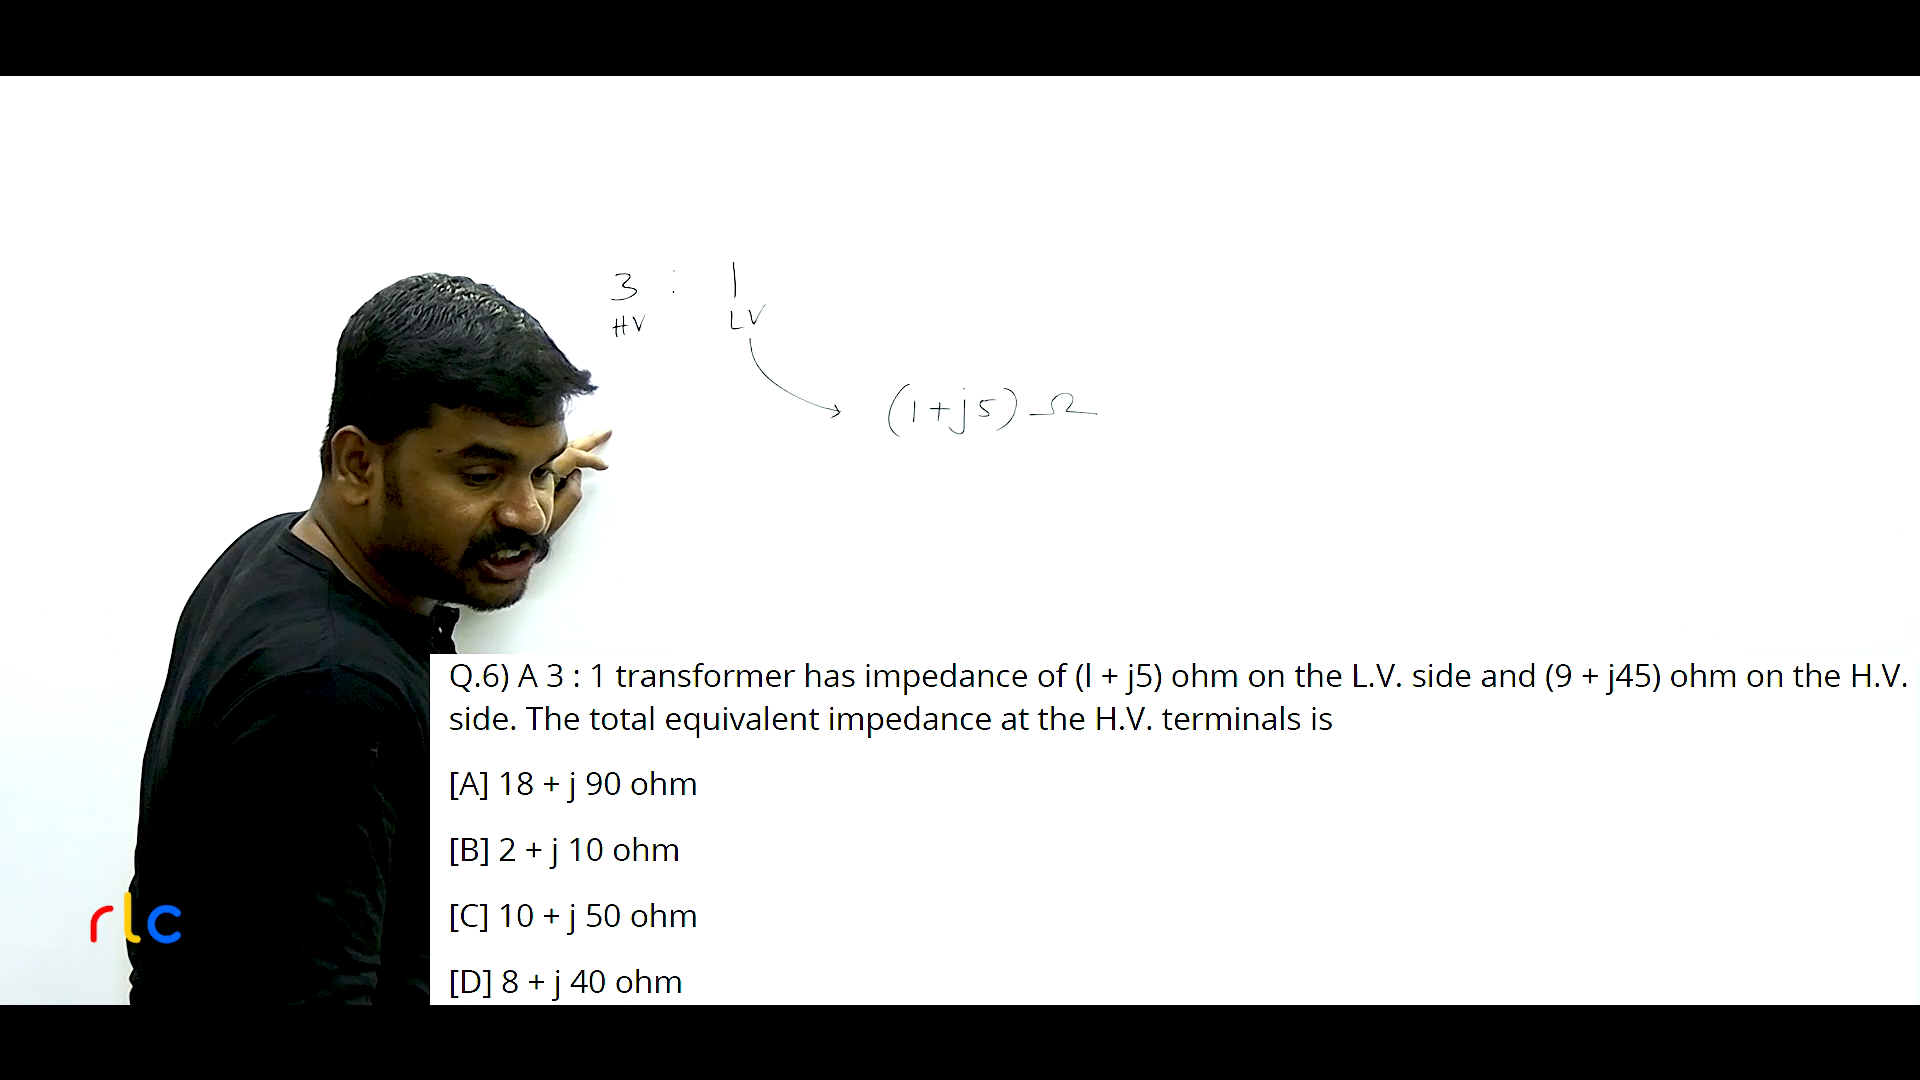 3 : 1
HV LV
(1+j5) Ω
Q.6) A 3 : 1 transformer has impedance of (l + j5) ohm on the L.V. side and (9 + j45) ohm on the H.V.
side. The total equivalent impedance at the H.V. terminals is
[A] 18 + j 90 ohm
[B] 2 + j 10 ohm
[C] 10 + j 50 ohm
[D] 8 + j 40 ohm
rlc